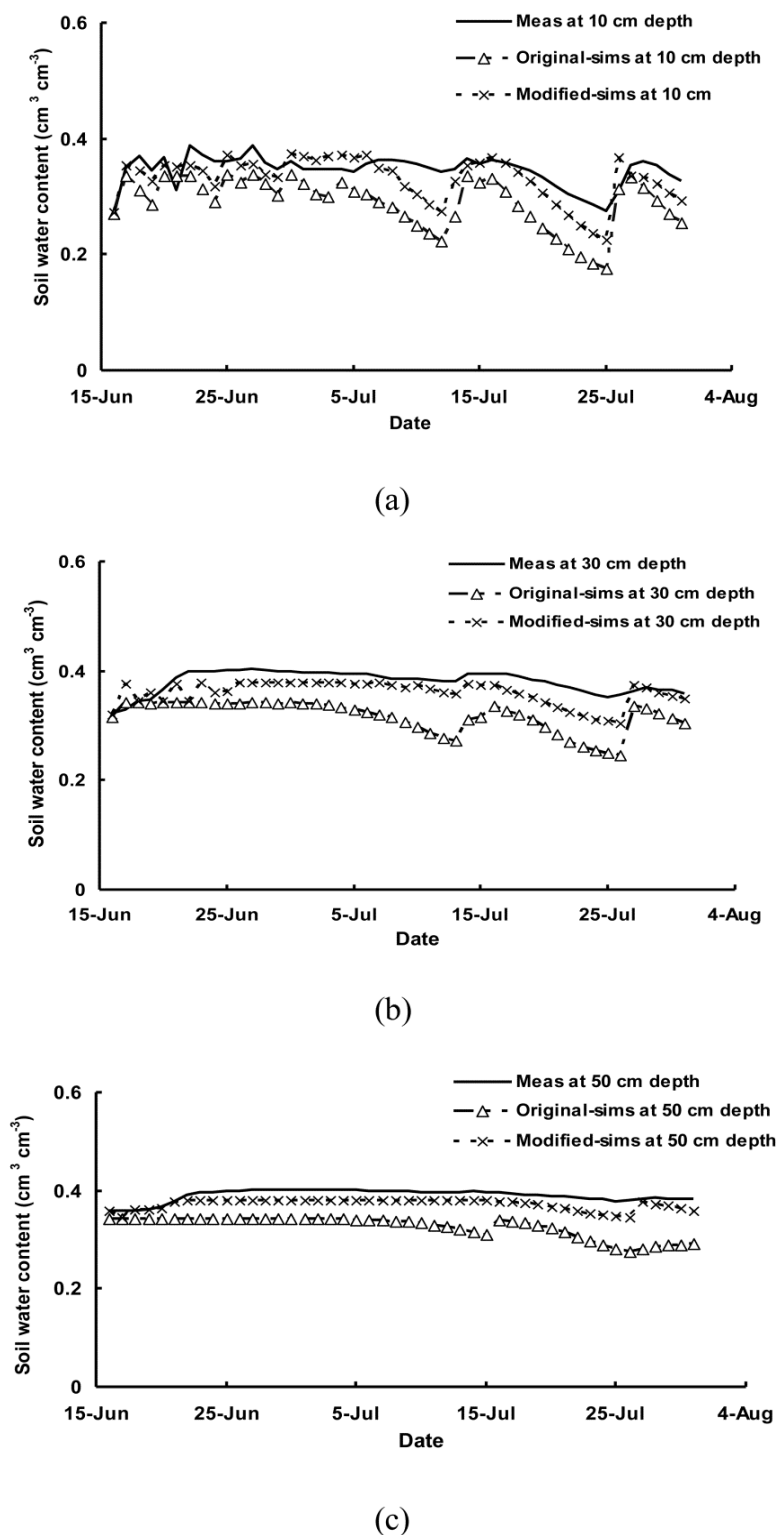 0.6
0.4
0.2
0
Soil water content (cm ³ cm⁻³)
Meas at 10 cm depth
Original-sims at 10 cm depth
Modified-sims at 10 cm
15-Jun 25-Jun 5-Jul 15-Jul 25-Jul 4-Aug
Date
(a)
0.6
0.4
0.2
0
Soil water content (cm³ cm⁻³)
Meas at 30 cm depth
Original-sims at 30 cm depth
Modified-sims at 30 cm depth
15-Jun 25-Jun 5-Jul 15-Jul 25-Jul 4-Aug
Date
(b)
0.6
0.4
0.2
0
Soil water content (cm ³ cm⁻³)
Meas at 50 cm depth
Original-sims at 50 cm depth
Modified-sims at 50 cm depth
15-Jun 25-Jun 5-Jul 15-Jul 25-Jul 4-Aug
Date
(c)